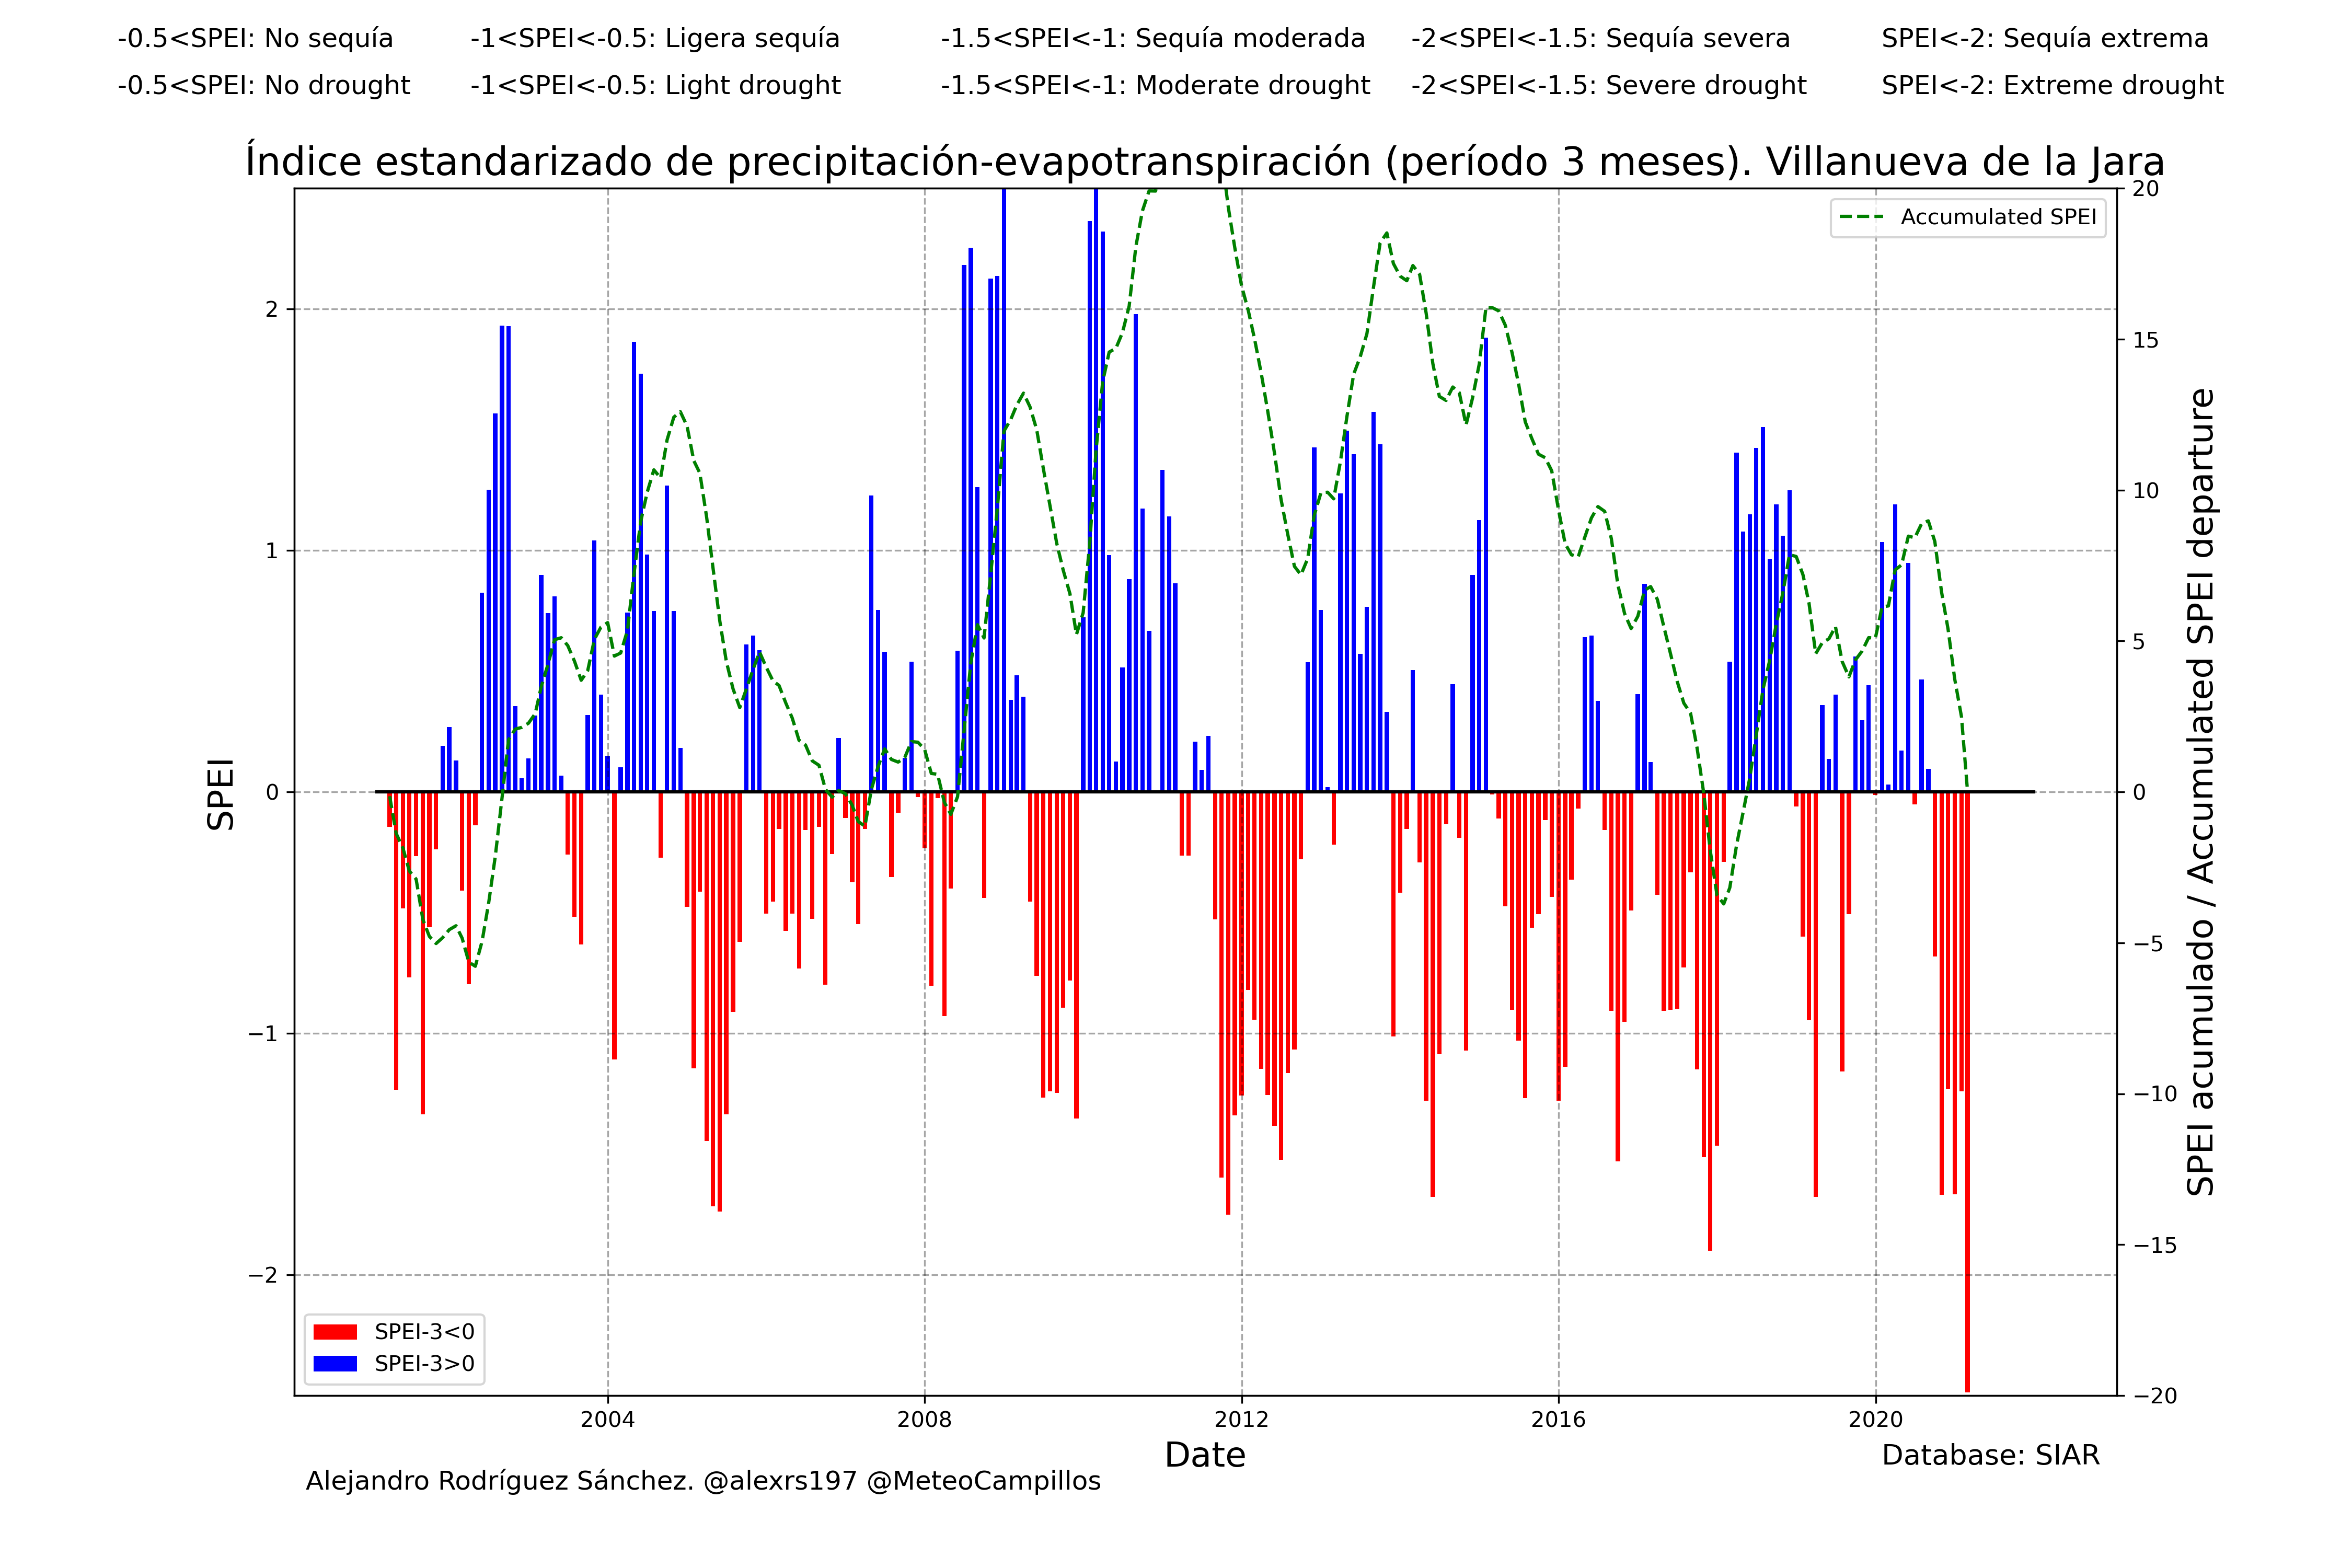 -0.5<SPEI: No sequía
-1<SPEI<-0.5: Ligera sequía
-1.5<SPEI<-1: Sequía moderada
-2<SPEI<-1.5: Sequía severa
SPEI<-2: Sequía extrema
-0.5<SPEI: No drought
-1<SPEI<-0.5: Light drought
-1.5<SPEI<-1: Moderate drought
-2<SPEI<-1.5: Severe drought
SPEI<-2: Extreme drought
Índice estandarizado de precipitación-evapotranspiración (período 3 meses). Villanueva de la Jara
Accumulated SPEI
SPEI
2
1
0
−1
−2
20
15
10
5
0
−5
−10
−15
−20
SPEI acumulado / Accumulated SPEI departure
SPEI-3<0
SPEI-3>0
2004
2008
2012
2016
2020
Date
Database: SIAR
Alejandro Rodríguez Sánchez. @alexrs197 @MeteoCampillos